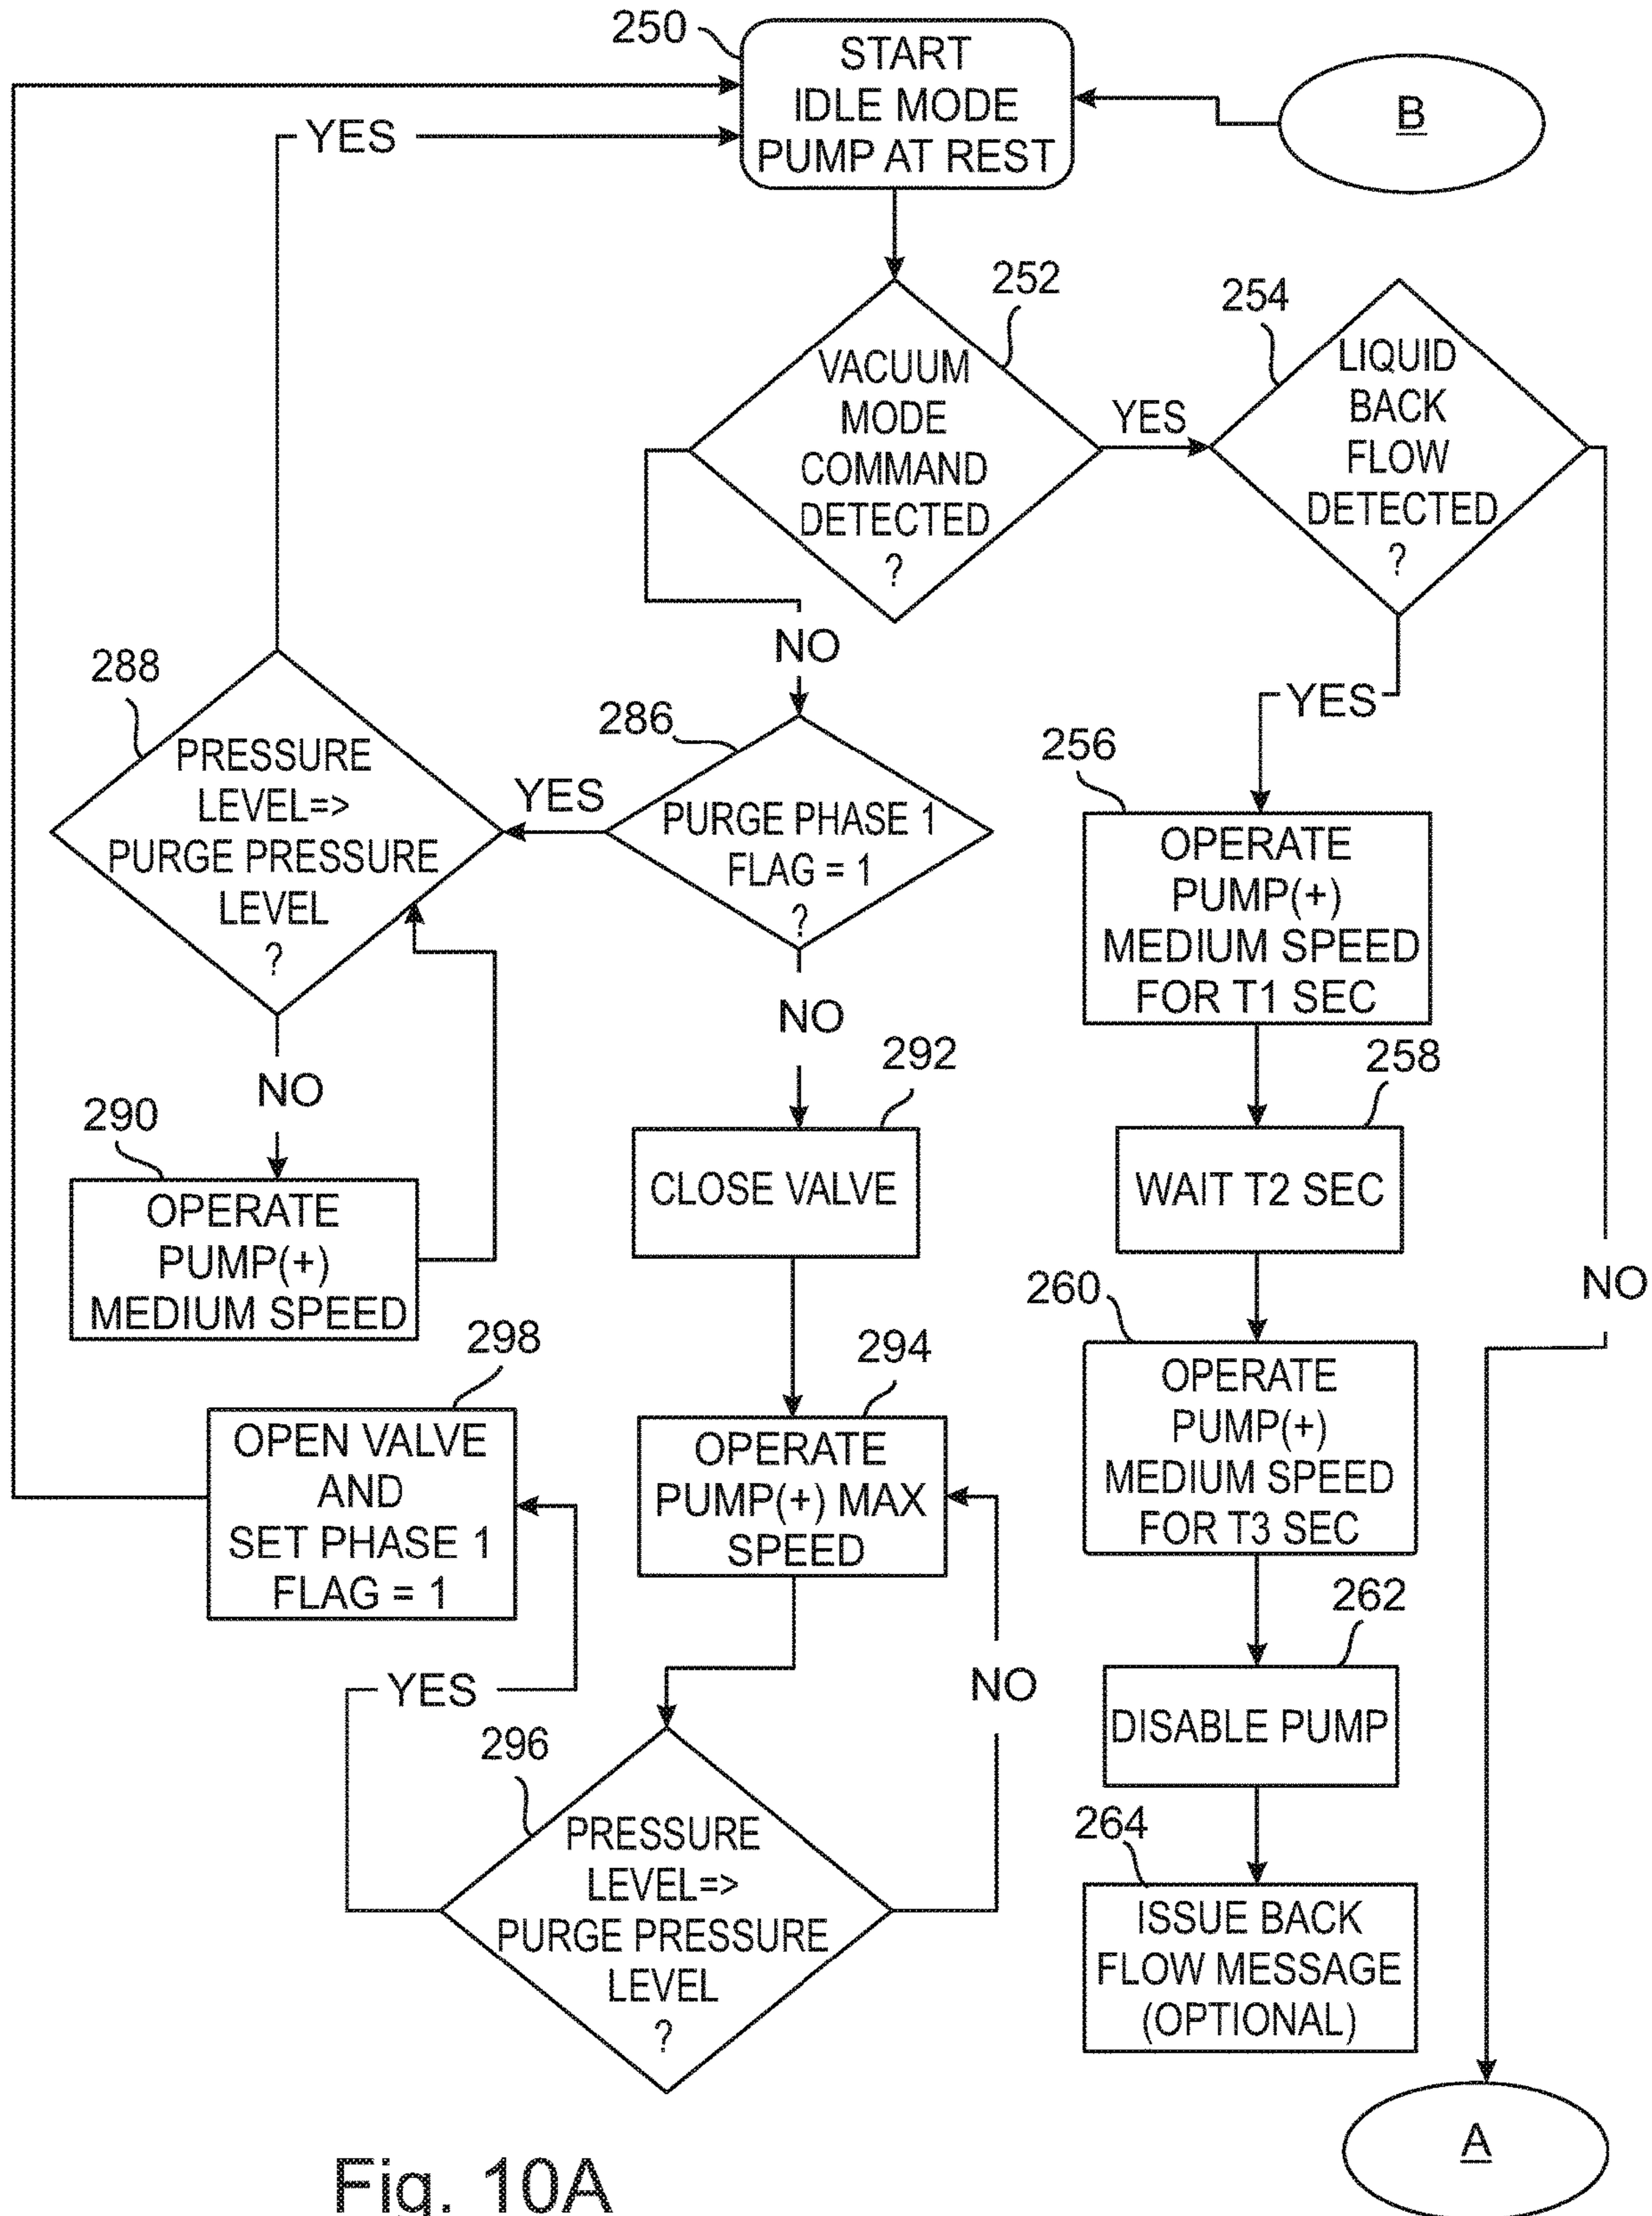 250
START
IDLE MODE
PUMP AT REST
B
YES
252
VACUUM
MODE
COMMAND
DETECTED
?
YES
254
LIQUID
BACK
FLOW
DETECTED
?
NO
YES
288
PRESSURE
LEVEL=>
PURGE PRESSURE
LEVEL
?
YES
286
PURGE PHASE 1
FLAG = 1
?
256
OPERATE
PUMP(+)
MEDIUM SPEED
FOR T1 SEC
NO
NO
292
CLOSE VALVE
258
WAIT T2 SEC
290
OPERATE
PUMP(+)
MEDIUM SPEED
NO
260
OPERATE
PUMP(+)
MEDIUM SPEED
FOR T3 SEC
298
OPEN VALVE
AND
SET PHASE 1
FLAG = 1
294
OPERATE
PUMP(+) MAX
SPEED
262
DISABLE PUMP
YES
NO
296
PRESSURE
LEVEL=>
PURGE PRESSURE
LEVEL
?
264
ISSUE BACK
FLOW MESSAGE
(OPTIONAL)
A
Fig. 10A